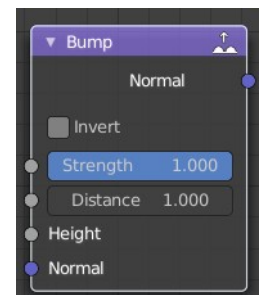 Bump
Normal
Invert
Strength 1.000
Distance 1.000
Height
Normal